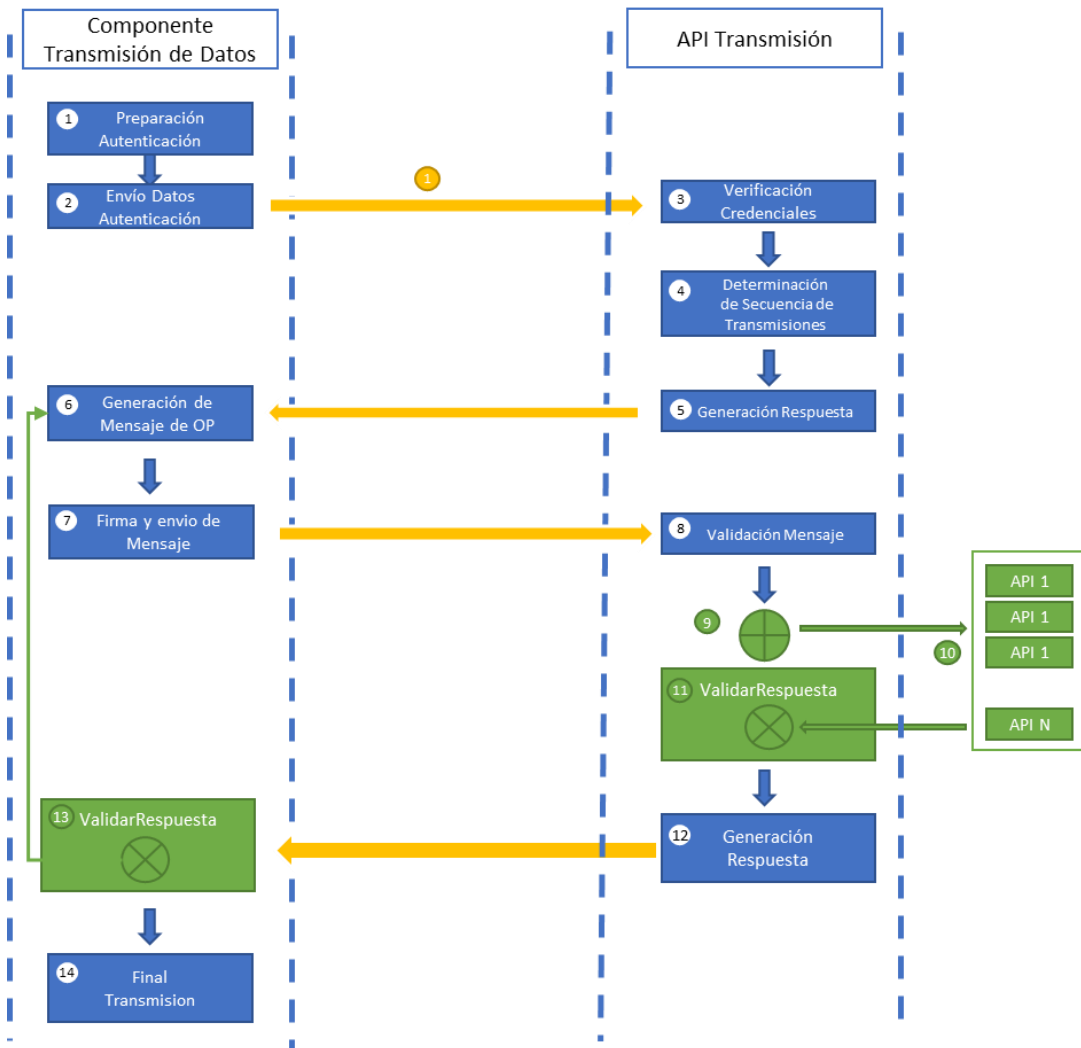 Componente
Transmisión de Datos
API Transmisión
1 Preparación
Autenticación
2 Envío Datos
Autenticación
1
3 Verificación
Credenciales
4 Determinación
de Secuencia de
Transmisiones
5 Generación Respuesta
6 Generación de
Mensaje de OP
7 Firma y envio de
Mensaje
8 Validación Mensaje
9
10
API 1
API 1
API 1
API N
11 ValidarRespuesta
12 Generación
Respuesta
13 ValidarRespuesta
14 Final
Transmision